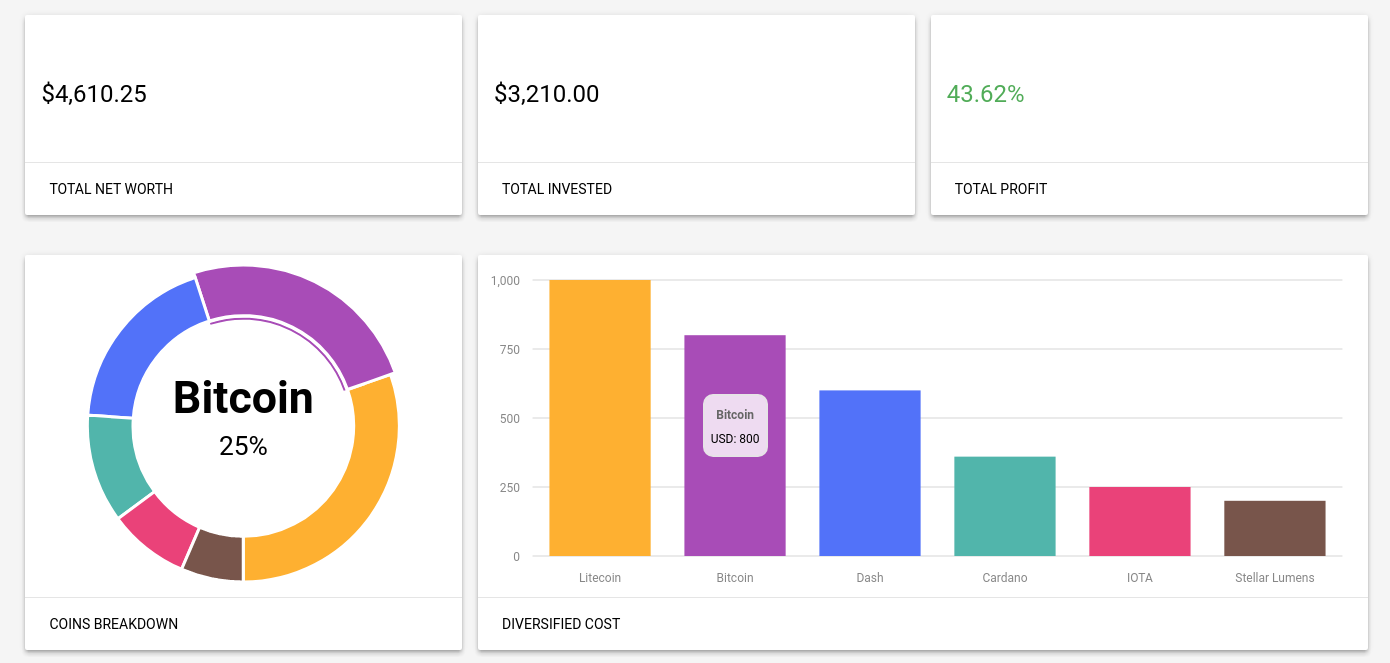 $4,610.25
TOTAL NET WORTH
$3,210.00
TOTAL INVESTED
43.62%
TOTAL PROFIT
Bitcoin
25%
COINS BREAKDOWN
1,000
750
500
250
0
Bitcoin
USD: 800
Litecoin
Bitcoin
Dash
Cardano
IOTA
Stellar Lumens
DIVERSIFIED COST